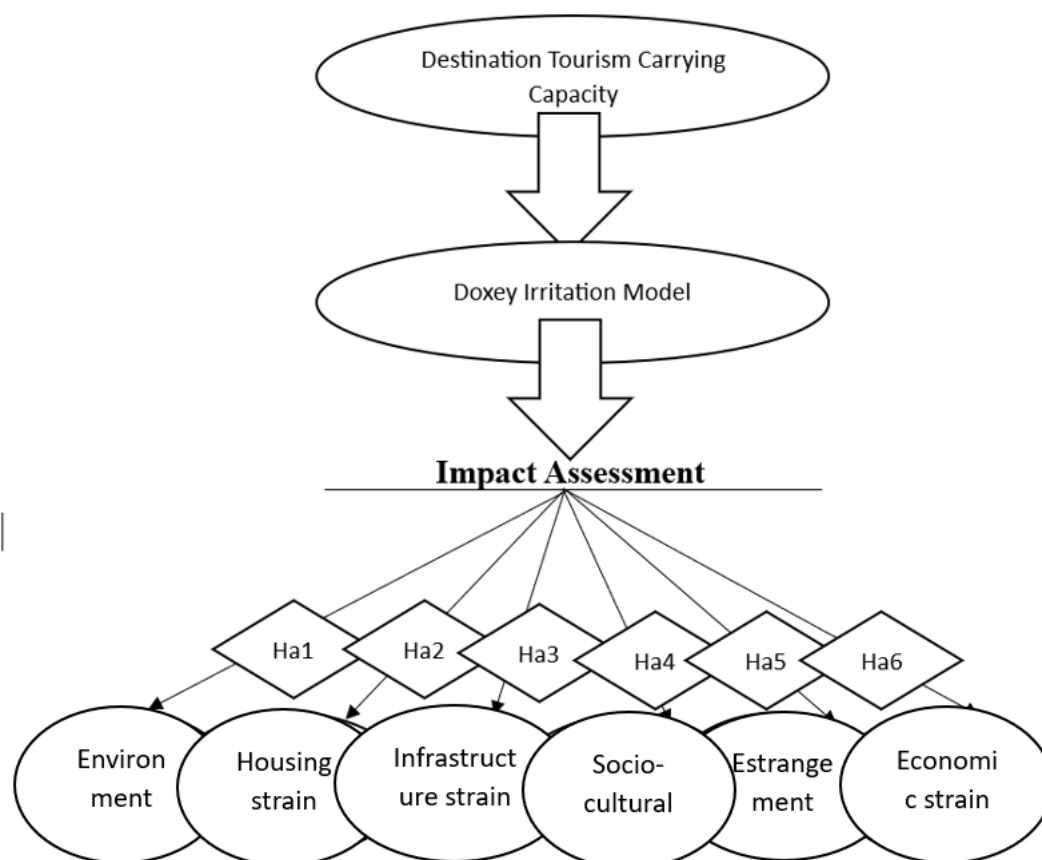 Destination Tourism Carrying
Capacity
Doxey Irritation Model
Impact Assessment
Ha1
Ha2
Ha3
Ha4
Ha5
Ha6
Environ
ment
Housing
strain
Infrastruct
ure strain
Socio-
cultural
Estrange
ment
Economi
c strain